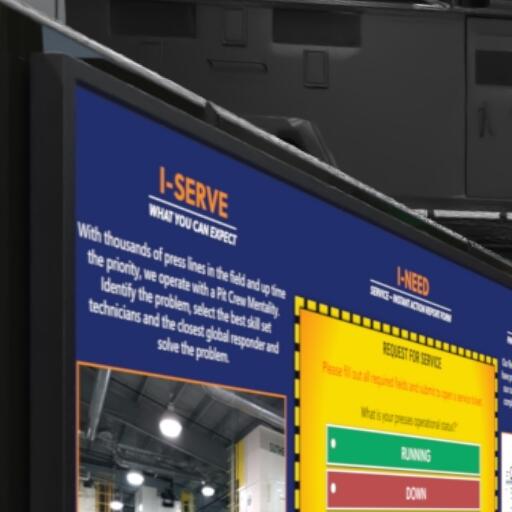 I-SERVE
WHAT YOU CAN EXPECT
With thousands of press lines in the field and up time
the priority, we operate with a Pit Crew Mentality.
Identify the problem, select the best skill set
technicians and the closest global responder and
solve the problem.
I-NEED
SERVICE - INSTANT ACTION REPORT FORM
REQUEST FOR SERVICE
Please fill out all required fields and submit to open a service ticket.
What is your presses operational status?*
RUNNING
DOWN